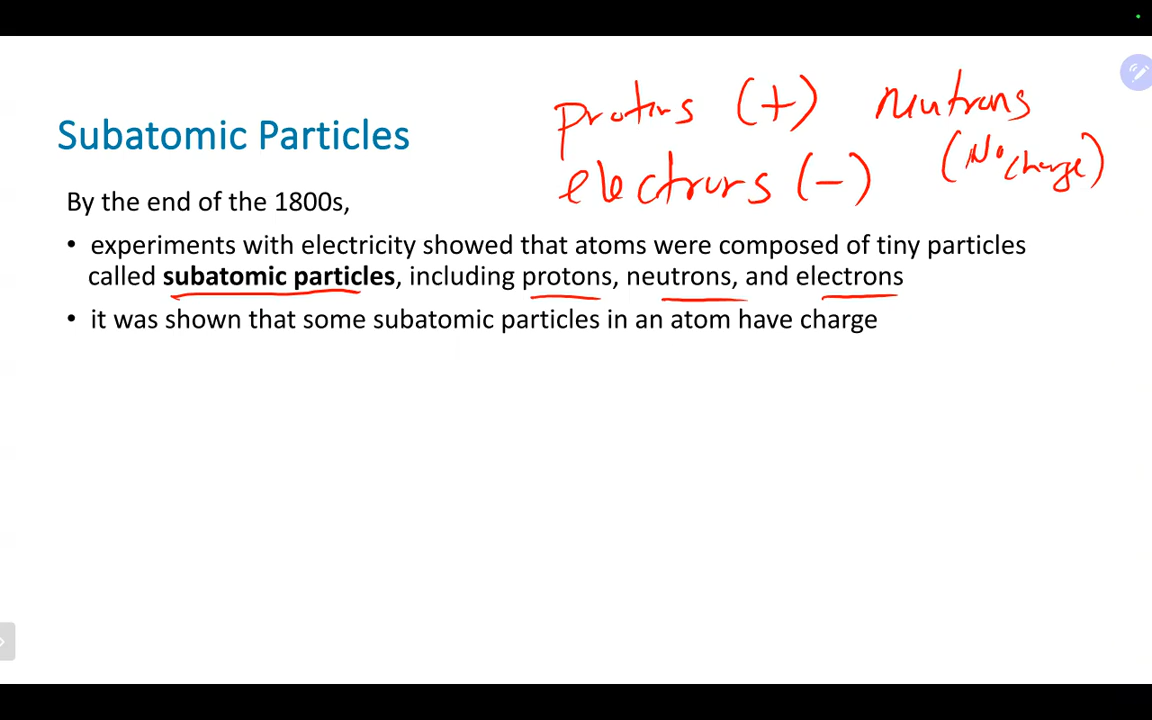 protons (+) neutrons
electrons (-) (No charge)
Subatomic Particles
By the end of the 1800s,
• experiments with electricity showed that atoms were composed of tiny particles
called subatomic particles, including protons, neutrons, and electrons
• it was shown that some subatomic particles in an atom have charge